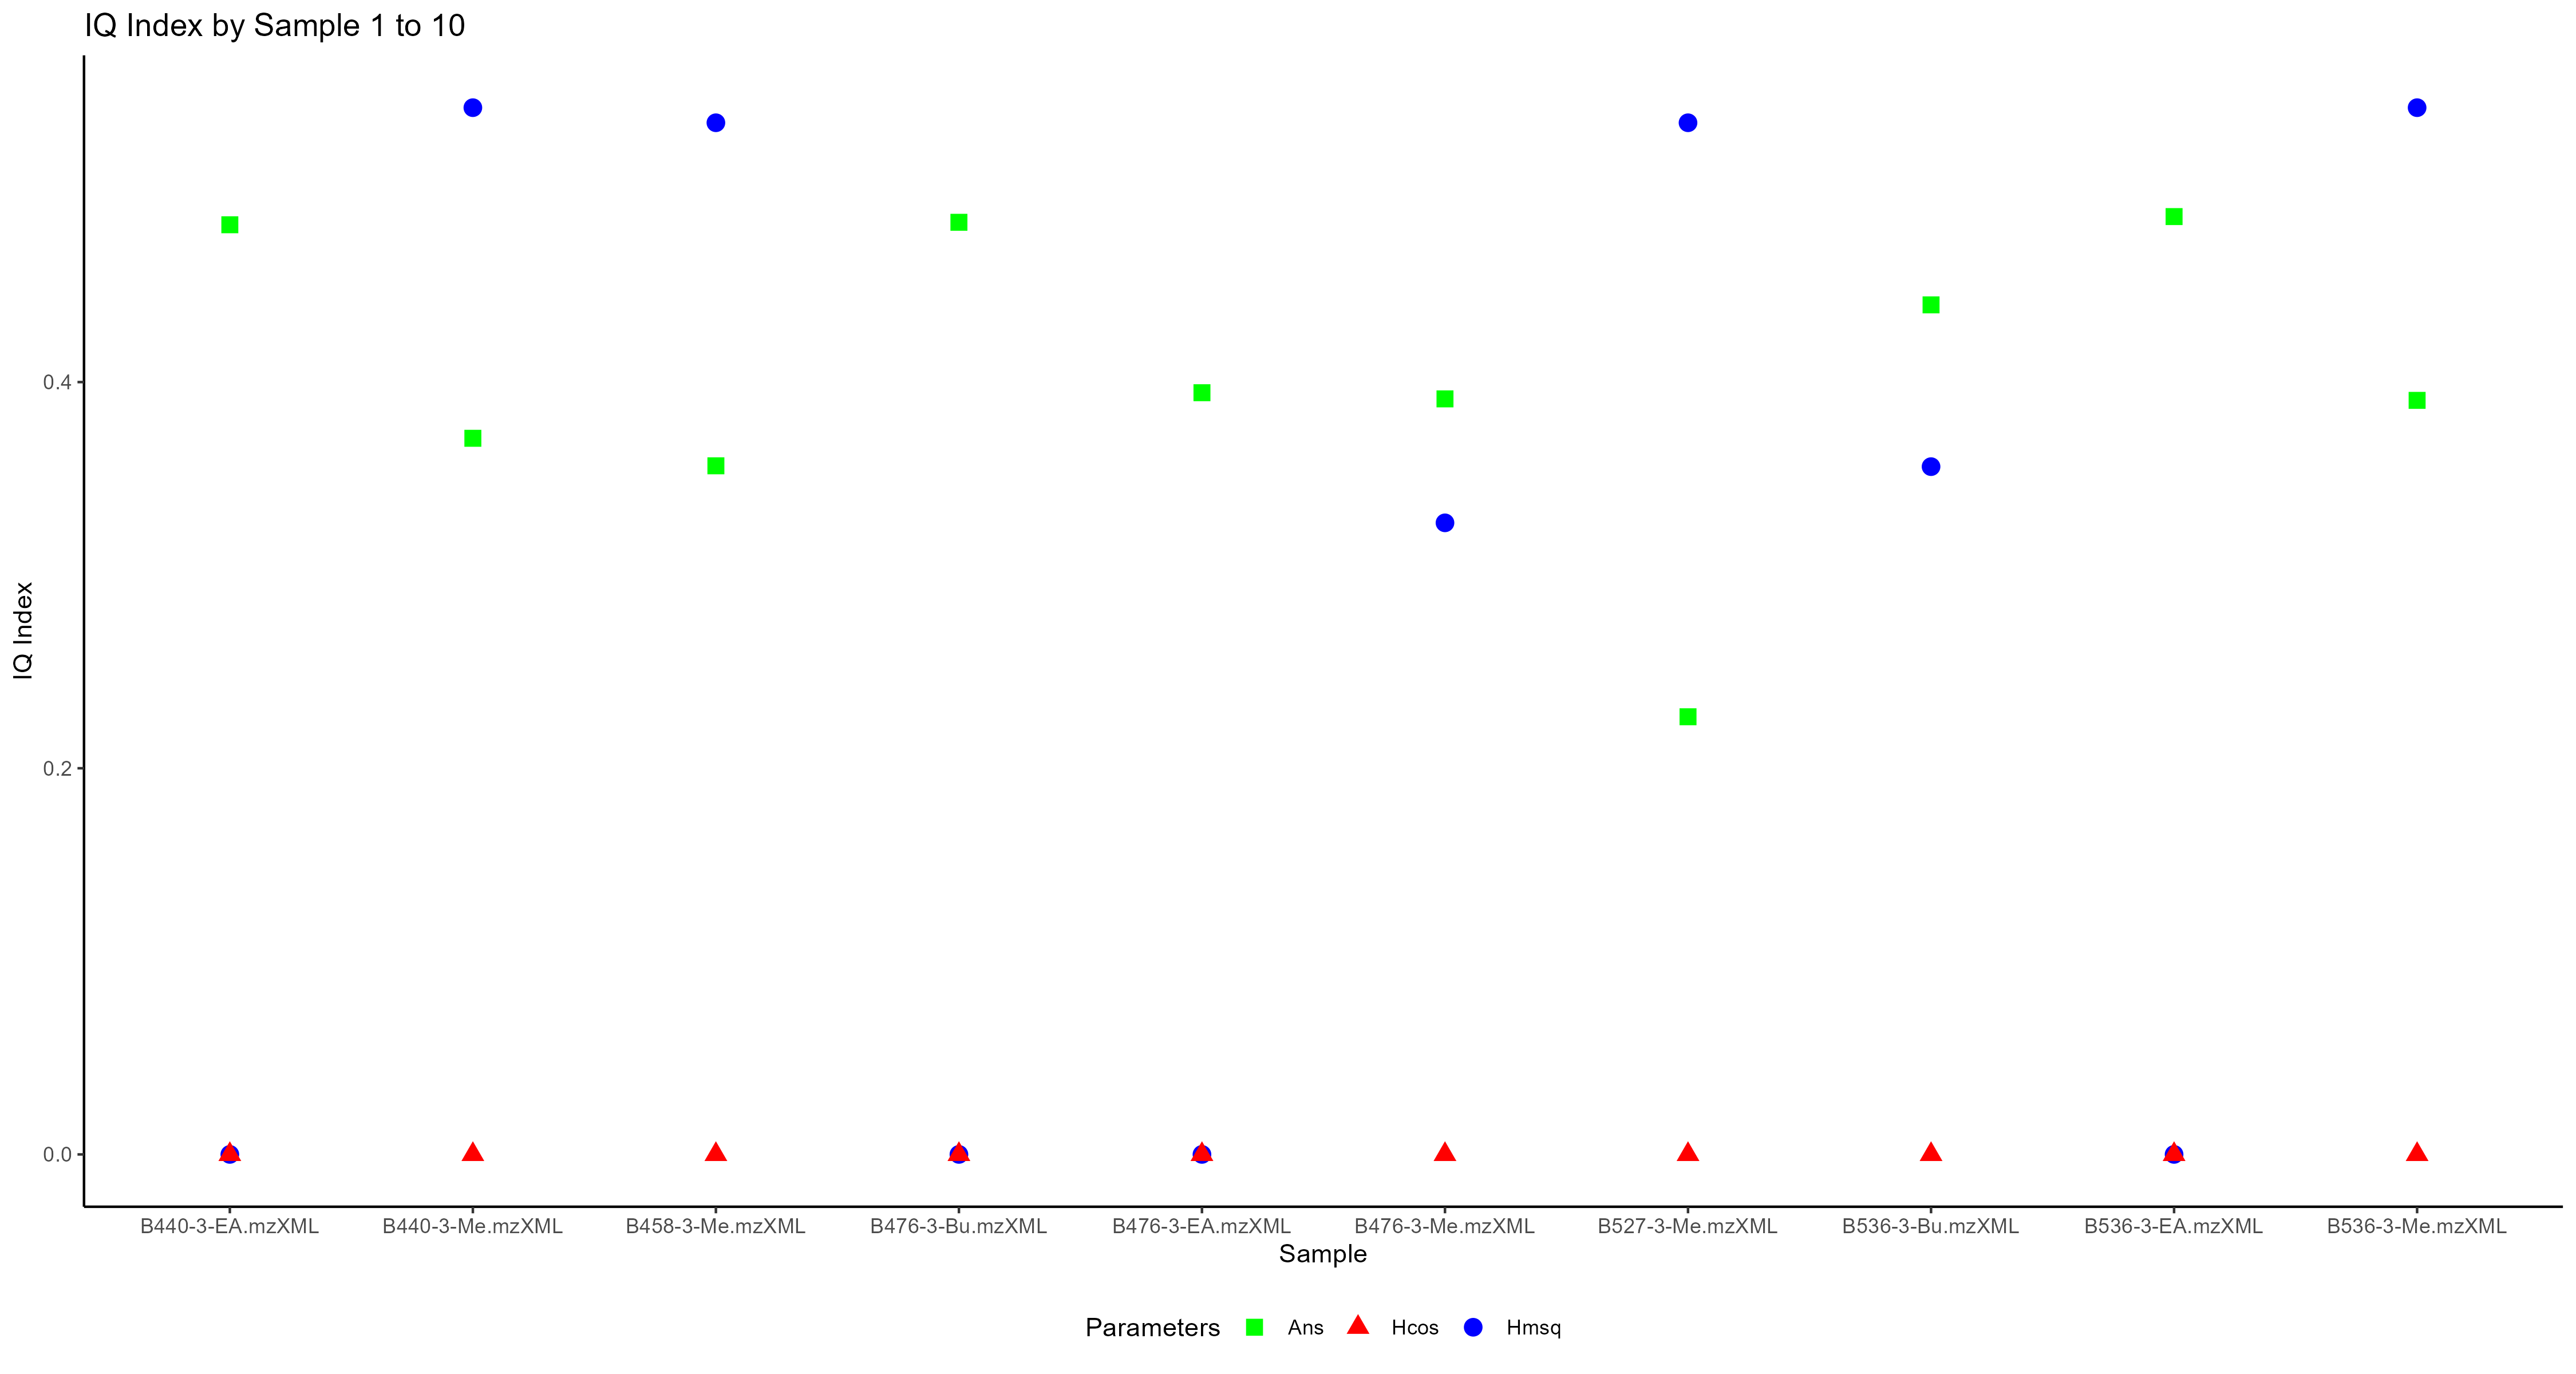 IQ Index by Sample 1 to 10
IQ Index
0.4
0.2
0.0
B440-3-EA.mzXML B440-3-Me.mzXML B458-3-Me.mzXML B476-3-Bu.mzXML B476-3-EA.mzXML B476-3-Me.mzXML B527-3-Me.mzXML B536-3-Bu.mzXML B536-3-EA.mzXML B536-3-Me.mzXML
Sample
Parameters Ans Hcos Hmsq